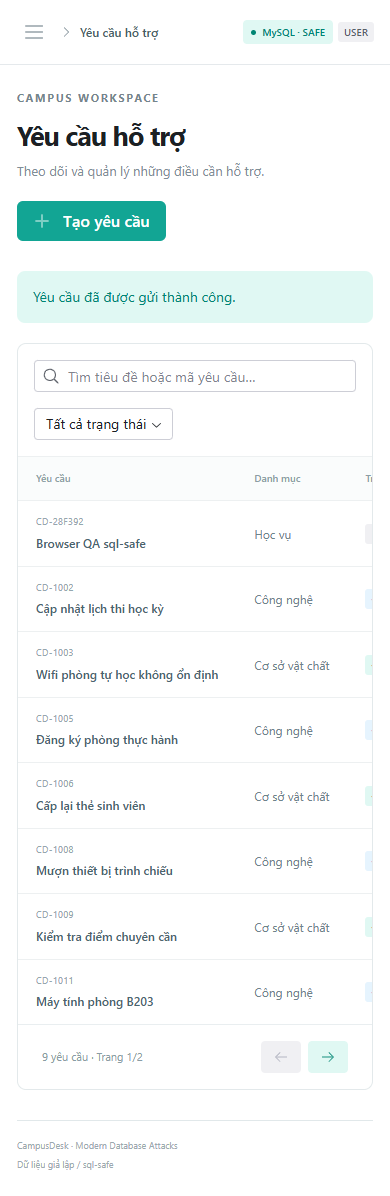 Yêu cầu hỗ trợ
MySQL · SAFE
USER
CAMPUS WORKSPACE
Yêu cầu hỗ trợ
Theo dõi và quản lý những điều cần hỗ trợ.
Tạo yêu cầu
Yêu cầu đã được gửi thành công.
Tìm tiêu đề hoặc mã yêu cầu...
Tất cả trạng thái
Yêu cầu Danh mục
CD-28F392
Browser QA sql-safe Học vụ
CD-1002
Cập nhật lịch thi học kỳ Công nghệ
CD-1003
Wifi phòng tự học không ổn định Cơ sở vật chất
CD-1005
Đăng ký phòng thực hành Công nghệ
CD-1006
Cấp lại thẻ sinh viên Cơ sở vật chất
CD-1008
Mượn thiết bị trình chiếu Công nghệ
CD-1009
Kiểm tra điểm chuyên cần Cơ sở vật chất
CD-1011
Máy tính phòng B203 Công nghệ
9 yêu cầu · Trang 1/2
CampusDesk · Modern Database Attacks
Dữ liệu giả lập / sql-safe